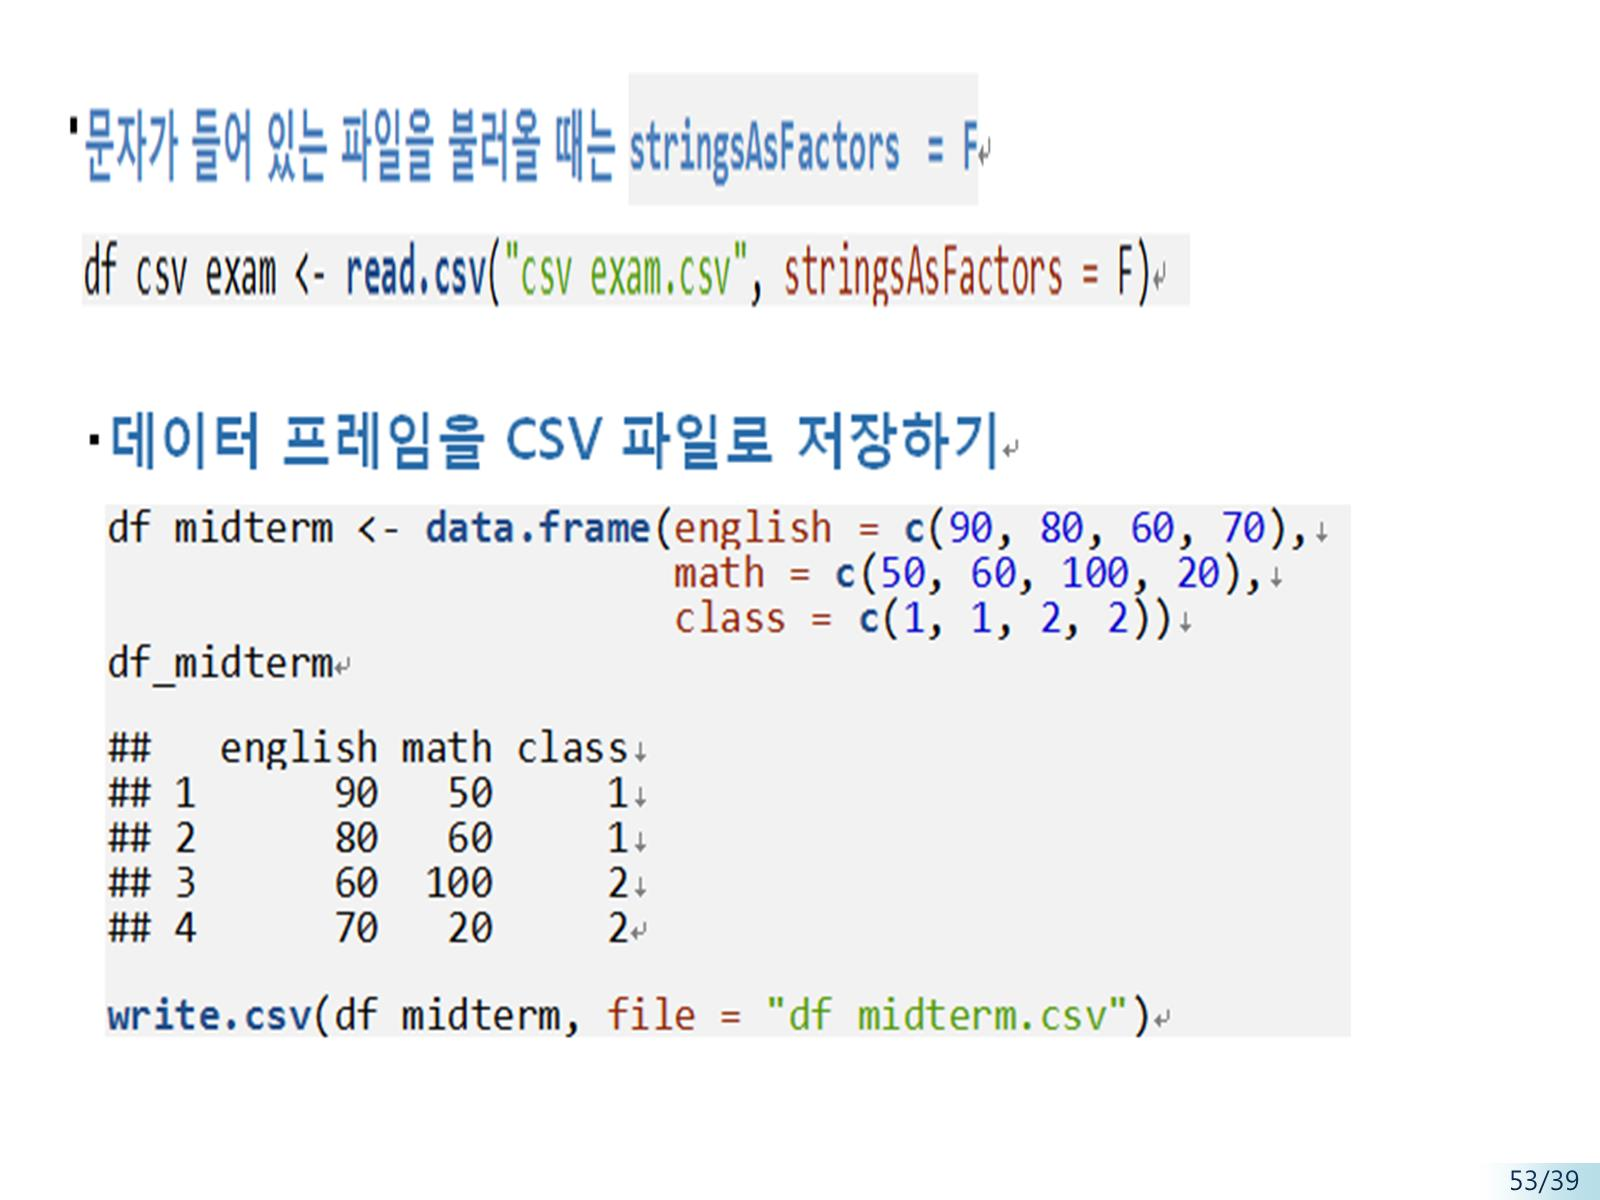 문자가 들어 있는 파일을 불러올 때는 stringsAsFactors = F
df csv exam <- read.csv("csv exam.csv", stringsAsFactors = F)
데이터 프레임을 CSV 파일로 저장하기
df midterm <- data.frame(english = c(90, 80, 60, 70),
math = c(50, 60, 100, 20),
class = c(1, 1, 2, 2))
df_midterm
## english math class
## 1 90 50 1
## 2 80 60 1
## 3 60 100 2
## 4 70 20 2
write.csv(df midterm, file = "df midterm.csv")
53/39